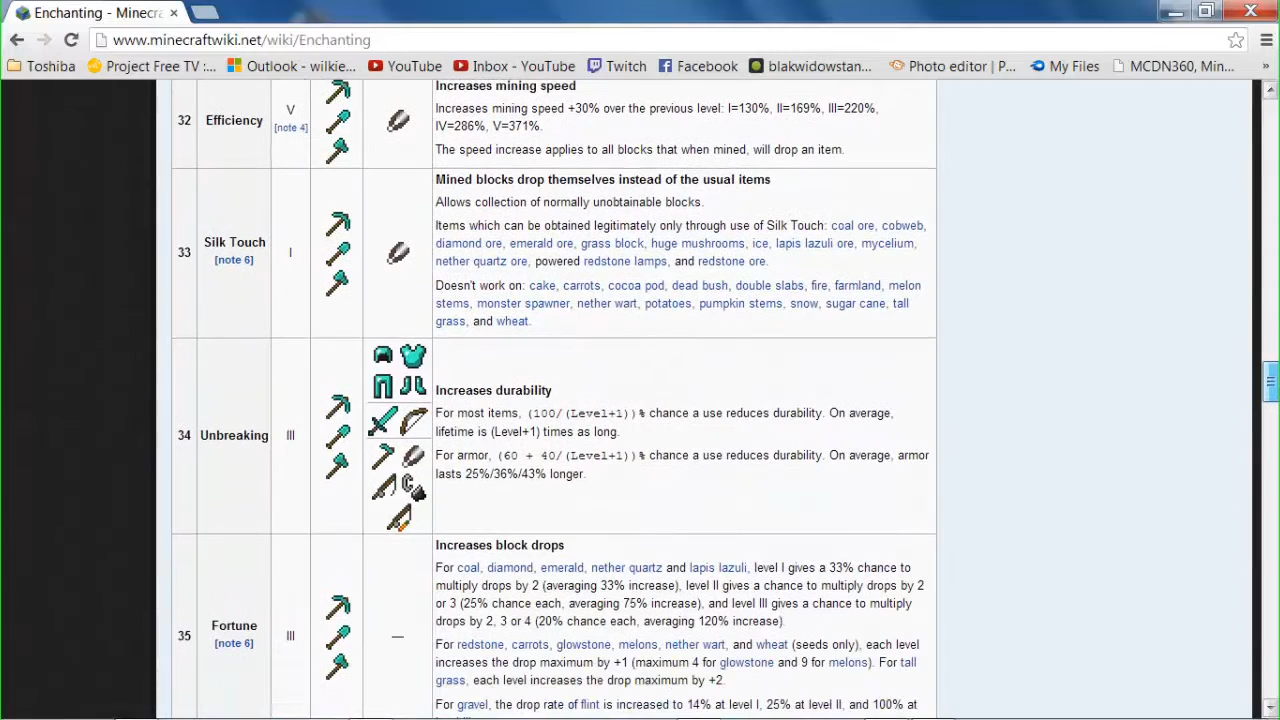 Enchanting - Minecra
www.minecraftwiki.net/wiki/Enchanting
Toshiba
Project Free TV :...
Outlook - wilkie...
YouTube
Inbox - YouTube
Twitch
Facebook
blankdowstan...
Photo editor | P...
My Files
MCDN360, Min...
»
Increases mining speed
32
Efficiency
V
[note 4]
Increases mining speed +30% over the previous level: I=130%, II=169%, III=220%,
IV=286%, V=371%.
The speed increase applies to all blocks that when mined, will drop an item.
33
Silk Touch
[note 6]
I
Mined blocks drop themselves instead of the usual items
Allows collection of normally unobtainable blocks.
Items which can be obtained legitimately only through use of Silk Touch: coal ore, cobweb,
diamond ore, emerald ore, grass block, huge mushrooms, ice, lapis lazuli ore, mycelium,
nether quartz ore, powered redstone lamps, and redstone ore.
Doesn't work on: cake, carrots, cocoa pod, dead bush, double slabs, fire, farmland, melon
stems, monster spawner, nether wart, potatoes, pumpkin stems, snow, sugar cane, tall
grass, and wheat.
34
Unbreaking
III
Increases durability
For most items, (100/(Level+1))% chance a use reduces durability. On average,
lifetime is (Level+1) times as long.
For armor, (60 + 40/(Level+1))% chance a use reduces durability. On average, armor
lasts 25%/36%/43% longer.
35
Fortune
[note 6]
III
—
Increases block drops
For coal, diamond, emerald, nether quartz and lapis lazuli, level I gives a 33% chance to
multiply drops by 2 (averaging 33% increase), level II gives a chance to multiply drops by 2
or 3 (25% chance each, averaging 75% increase), and level III gives a chance to multiply
drops by 2, 3 or 4 (20% chance each, averaging 120% increase).
For redstone, carrots, glowstone, melons, nether wart, and wheat (seeds only), each level
increases the drop maximum by +1 (maximum 4 for glowstone and 9 for melons). For tall
grass, each level increases the drop maximum by +2.
For gravel, the drop rate of flint is increased to 14% at level I, 25% at level II, and 100% at